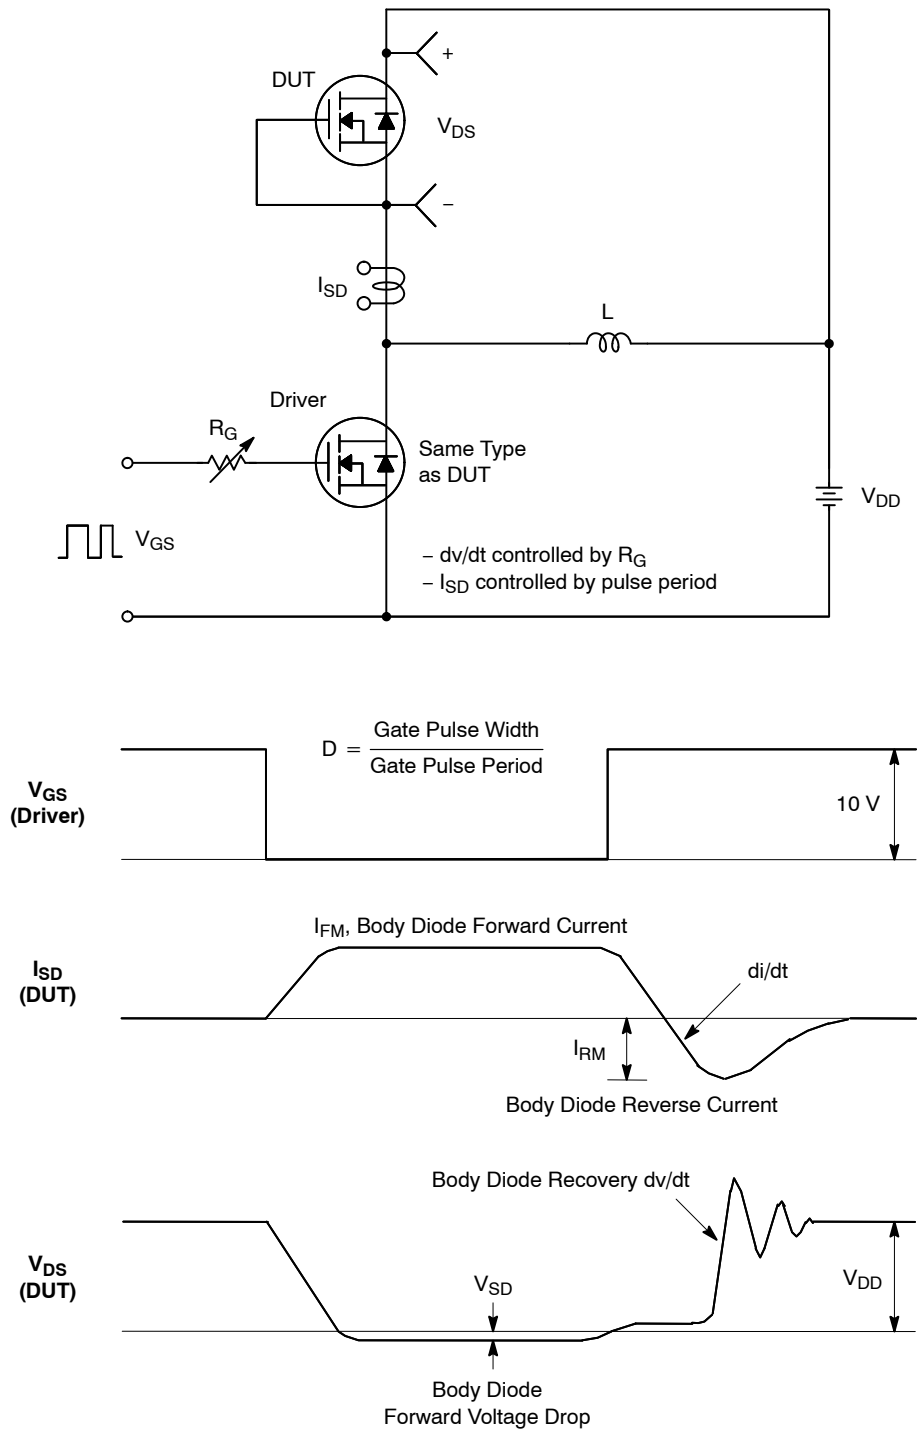 +
DUT
V_DS
−
I_SD
L
Driver
R_G
Same Type
as DUT
V_DD
V_GS
– dv/dt controlled by R_G
– I_SD controlled by pulse period
D = Gate Pulse Width
Gate Pulse Period
V_GS
(Driver)
10 V
I_FM, Body Diode Forward Current
I_SD
(DUT)
di/dt
I_RM
Body Diode Reverse Current
Body Diode Recovery dv/dt
V_DS
(DUT)
V_SD
V_DD
Body Diode
Forward Voltage Drop